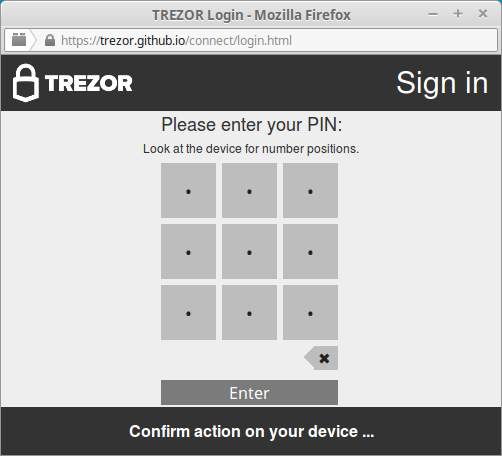 TREZOR Login - Mozilla Firefox
https://trezor.github.io/connect/login.html
TREZOR
Sign in
Please enter your PIN:
Look at the device for number positions.
• • •
• • •
• • •
✖
Enter
Confirm action on your device ...